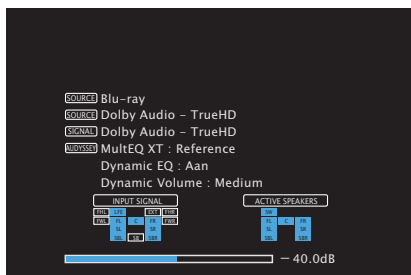 SOURCE Blu-ray
SOURCE Dolby Audio - TrueHD
SIGNAL Dolby Audio - TrueHD
AUDYSSEY MultEQ XT : Reference
Dynamic EQ : Aan
Dynamic Volume : Medium
INPUT SIGNAL ACTIVE SPEAKERS
FHL LFE EXT FHR SW
FWL FL C FR FWR FL C FR
SL SR SL SR
SBL SB SBR SBL SBR
- 40.0dB